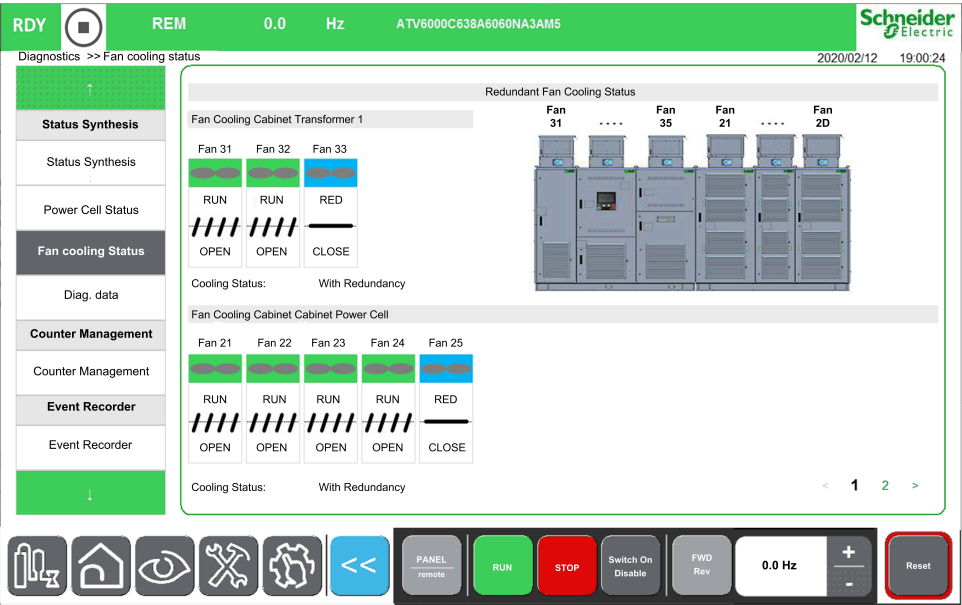 RDY
REM
0.0
Hz
ATV6000C638A6060NA3AM5
Schneider
Electric
Diagnostics >> Fan cooling status
2020/02/12 19:00:24
↑
Status Synthesis
Status Synthesis
Power Cell Status
Fan cooling Status
Diag. data
Counter Management
Counter Management
Event Recorder
Event Recorder
↓
Redundant Fan Cooling Status
Fan Cooling Cabinet Transformer 1
Fan 31 Fan 32 Fan 33
RUN RUN RED
OPEN OPEN CLOSE
Cooling Status: With Redundancy
Fan Fan Fan Fan
31 .... 35 21 .... 2D
Fan Cooling Cabinet Cabinet Power Cell
Fan 21 Fan 22 Fan 23 Fan 24 Fan 25
RUN RUN RUN RUN RED
OPEN OPEN OPEN OPEN CLOSE
Cooling Status: With Redundancy
< 1 2 >
<<
PANEL
remote
RUN
STOP
Switch On
Disable
FWD
Rev
0.0 Hz
+
-
Reset